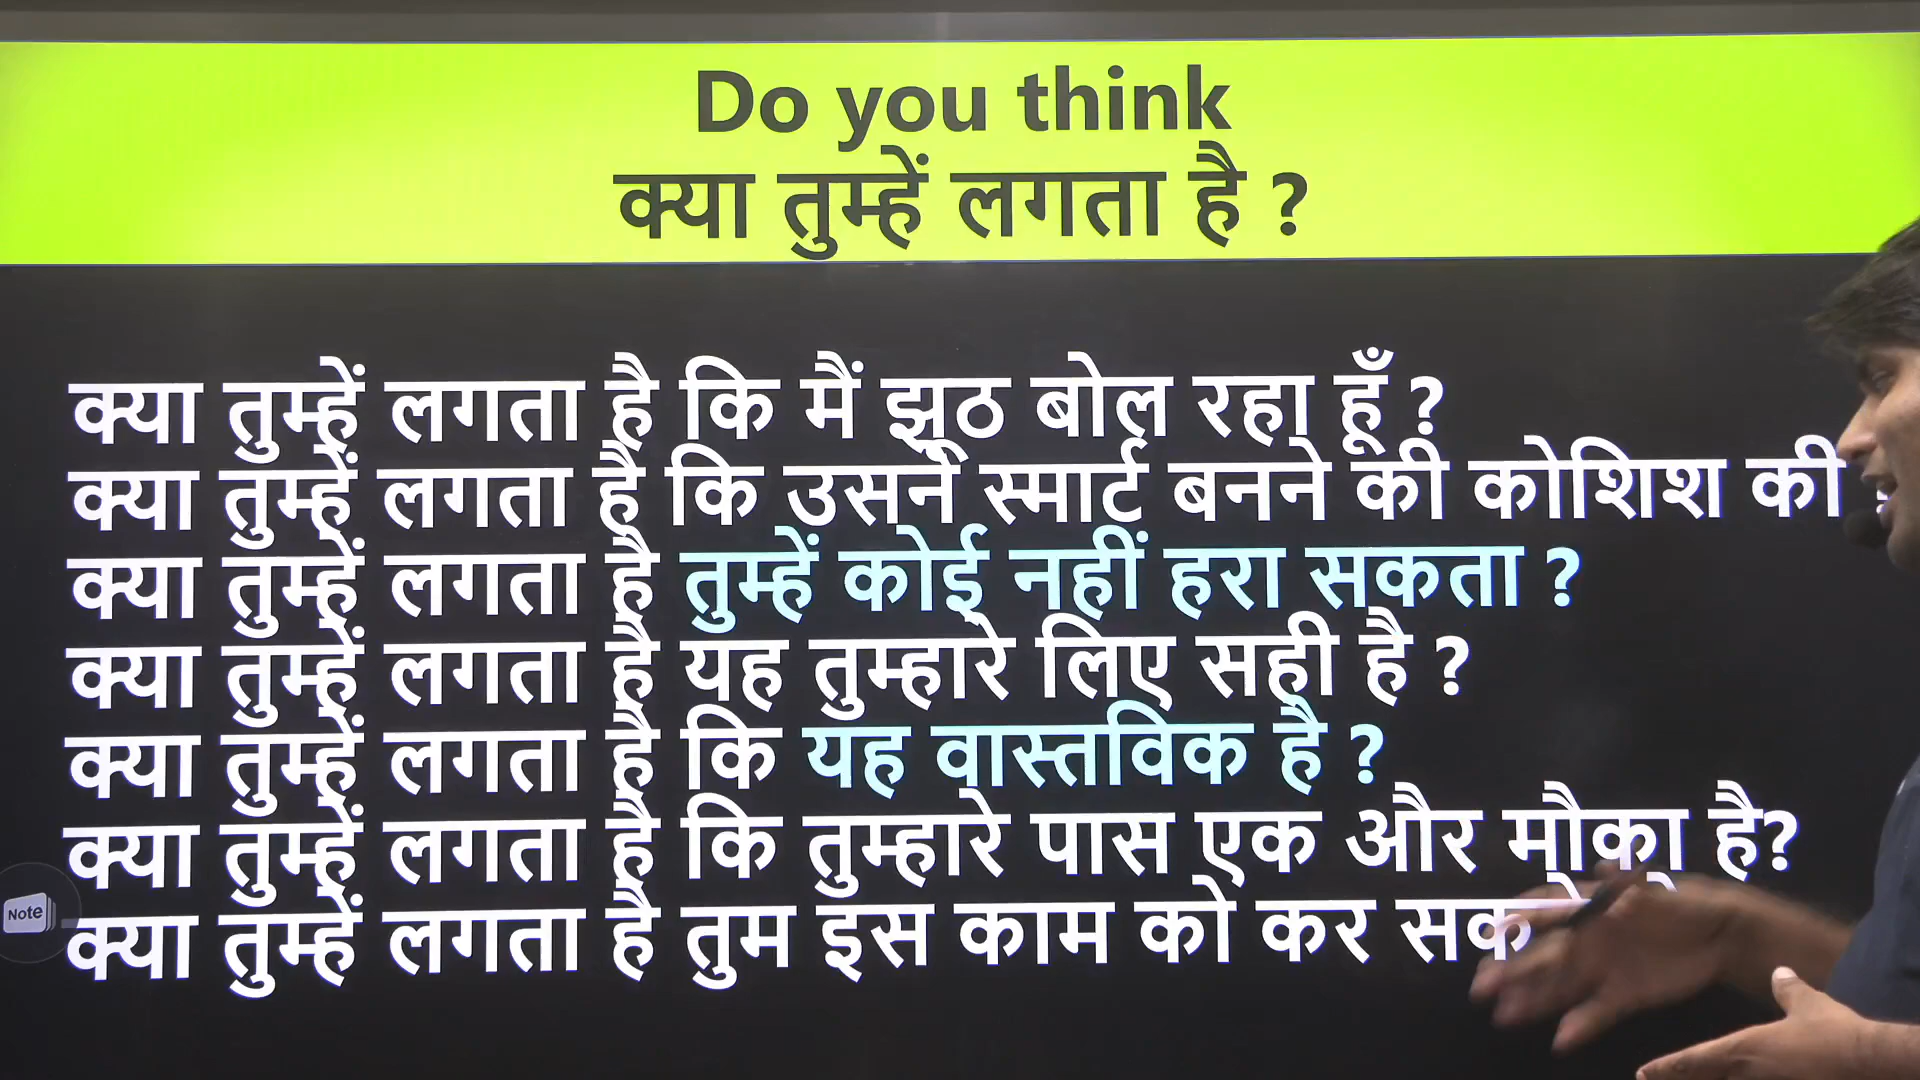 Do you think
क्या तुम्हें लगता है ?
क्या तुम्हें लगता है कि मैं झूठ बोल रहा हूँ ?
क्या तुम्हें लगता है कि उसने स्मार्ट बनने की कोशिश की
क्या तुम्हें लगता है तुम्हें कोई नहीं हरा सकता ?
क्या तुम्हें लगता है यह तुम्हारे लिए सही है ?
क्या तुम्हें लगता है कि यह वास्तविक है ?
क्या तुम्हें लगता है कि तुम्हारे पास एक और मौका है?
क्या तुम्हें लगता है तुम इस काम को कर
Note